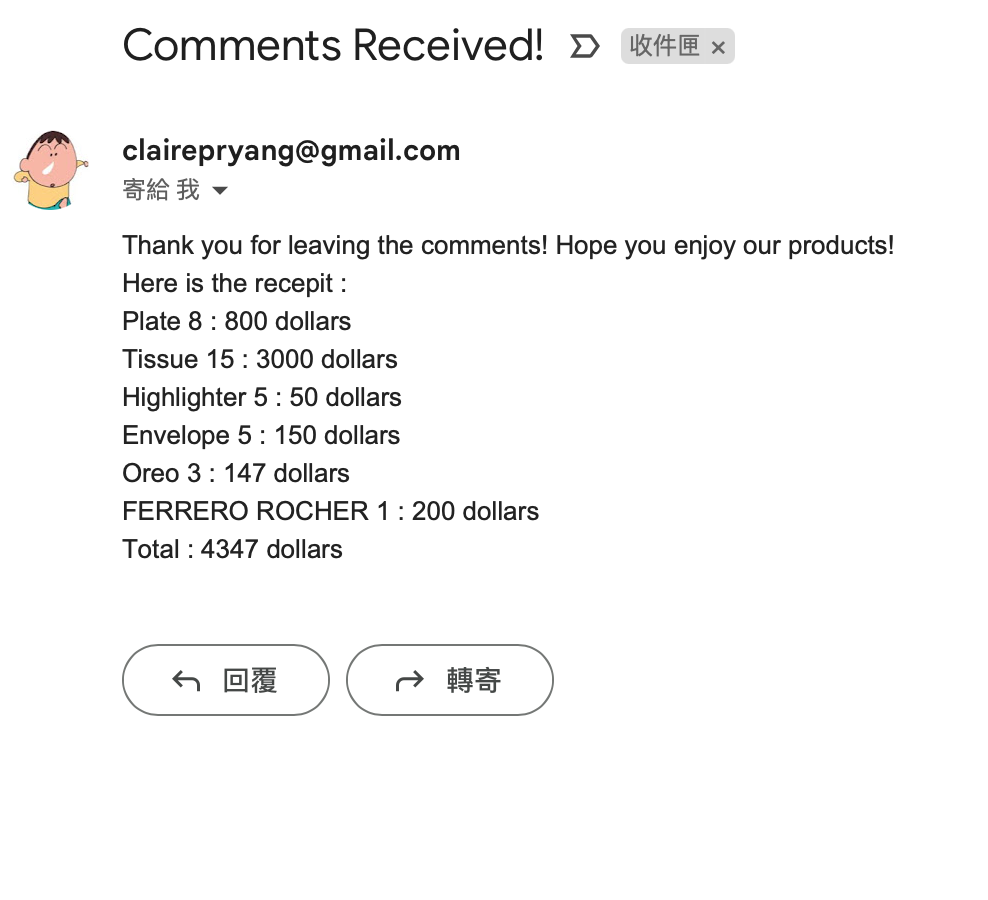 Comments Received! 收件匣 ×
clairepryang@gmail.com
寄給 我
Thank you for leaving the comments! Hope you enjoy our products!
Here is the recepit :
Plate 8 : 800 dollars
Tissue 15 : 3000 dollars
Highlighter 5 : 50 dollars
Envelope 5 : 150 dollars
Oreo 3 : 147 dollars
FERRERO ROCHER 1 : 200 dollars
Total : 4347 dollars
回覆 轉寄